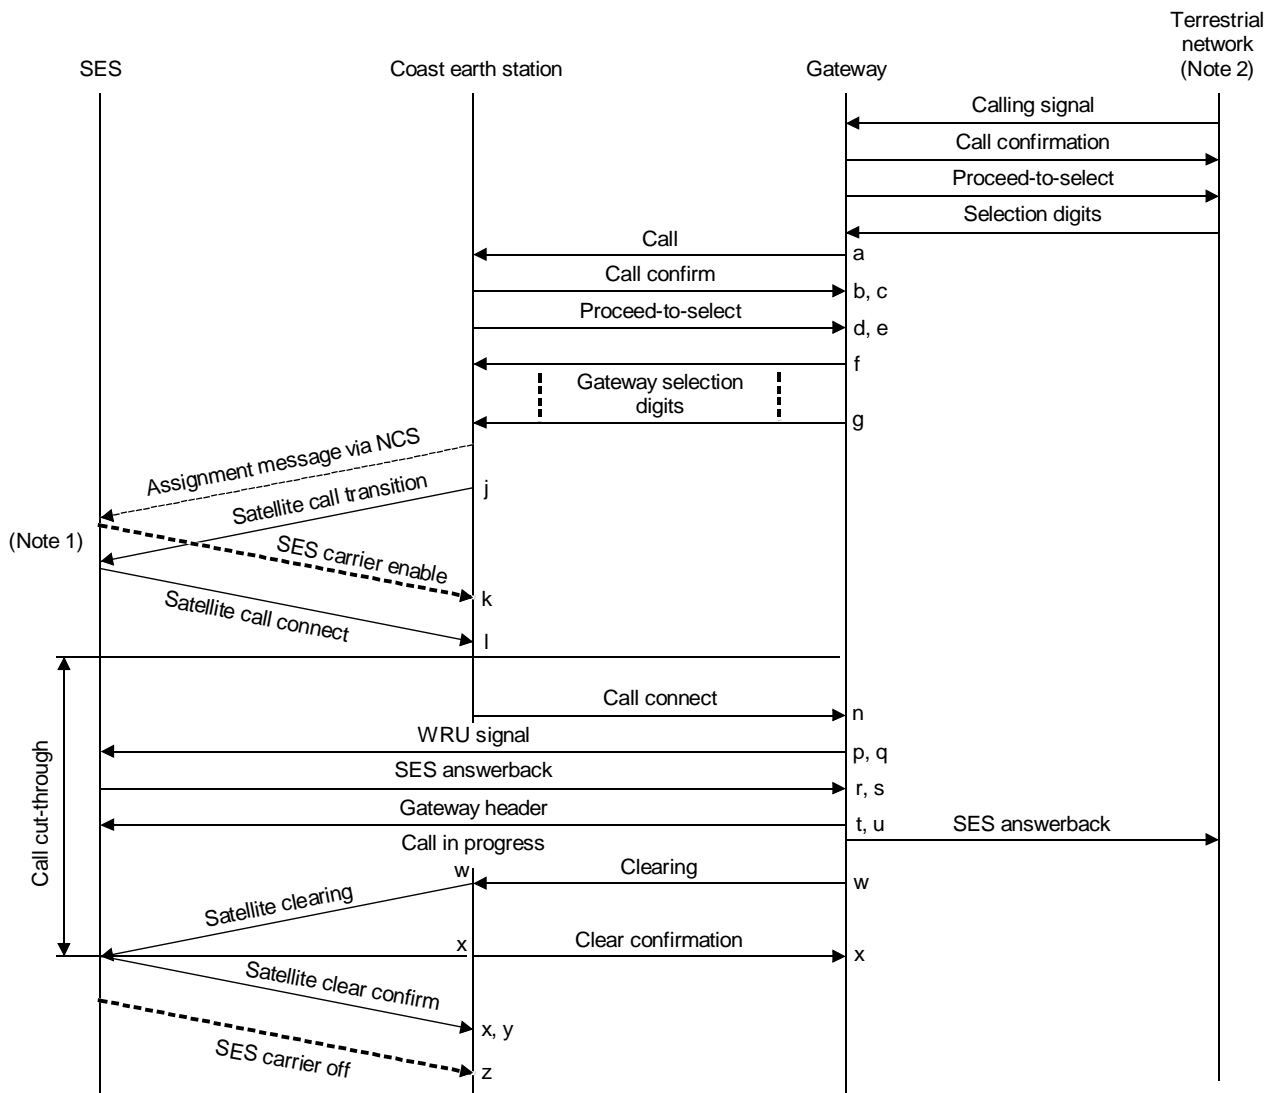 Terrestrial
network
(Note 2)
SES
Coast earth station
Gateway
Calling signal
Call confirmation
Proceed-to-select
Selection digits
Call
a
Call confirm
b, c
Proceed-to-select
d, e
f
Gateway selection
digits
g
Assignment message via NCS
Satellite call transition
j
(Note 1)
SES carrier enable
k
Satellite call connect
l
Call cut-through
Call connect
n
WRU signal
p, q
SES answerback
r, s
Gateway header
t, u
SES answerback
Call in progress
w
Clearing
w
Satellite clearing
x
Clear confirmation
x
Satellite clear confirm
x, y
SES carrier off
z